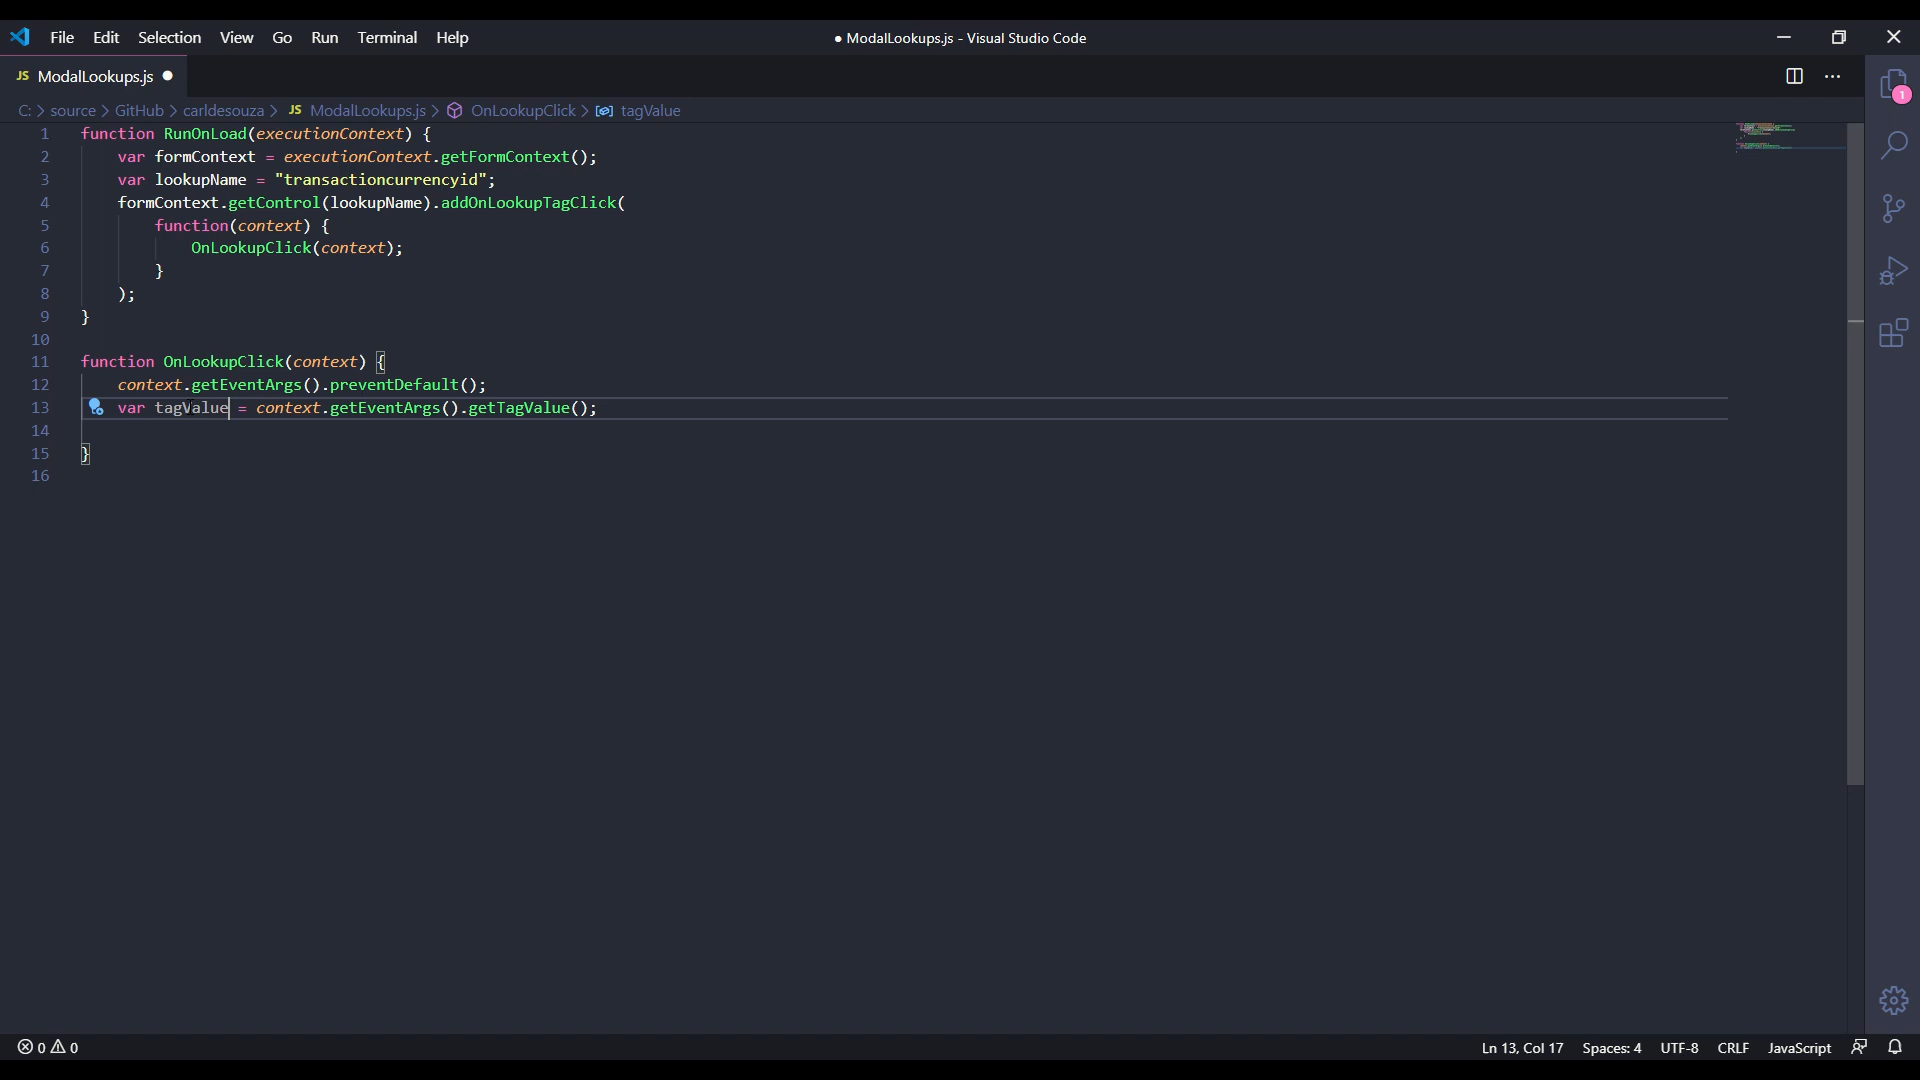 File Edit Selection View Go Run Terminal Help
● ModalLookups.js - Visual Studio Code
JS ModalLookups.js ●
C: > source > GitHub > carldesouza > JS ModalLookups.js > OnLookupClick > tagValue
1 function RunOnLoad(executionContext) {
2 var formContext = executionContext.getFormContext();
3 var lookupName = "transactioncurrencyid";
4 formContext.getControl(lookupName).addOnLookupTagClick(
5 function(context) {
6 OnLookupClick(context);
7 }
8 );
9 }
10
11 function OnLookupClick(context) {
12 context.getEventArgs().preventDefault();
13 var tagValue = context.getEventArgs().getTagValue();
14
15 }
16
1
0 0
Ln 13, Col 17 Spaces: 4 UTF-8 CRLF JavaScript